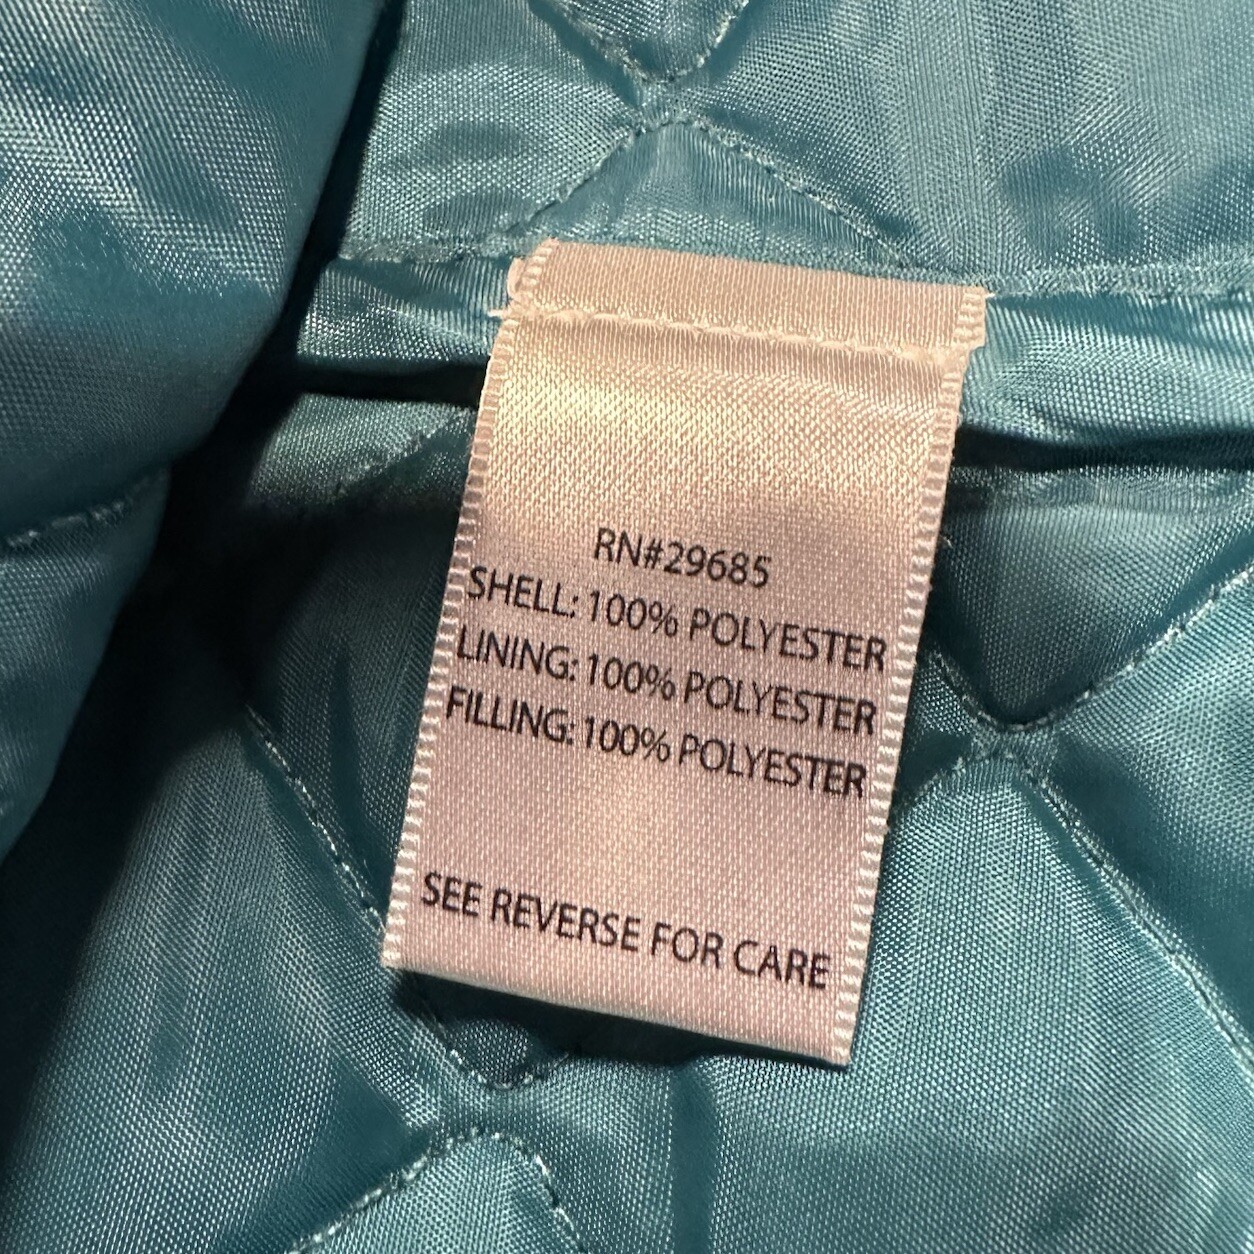 RN#29685
SHELL: 100% POLYESTER
LINING: 100% POLYESTER
FILLING: 100% POLYESTER
SEE REVERSE FOR CARE